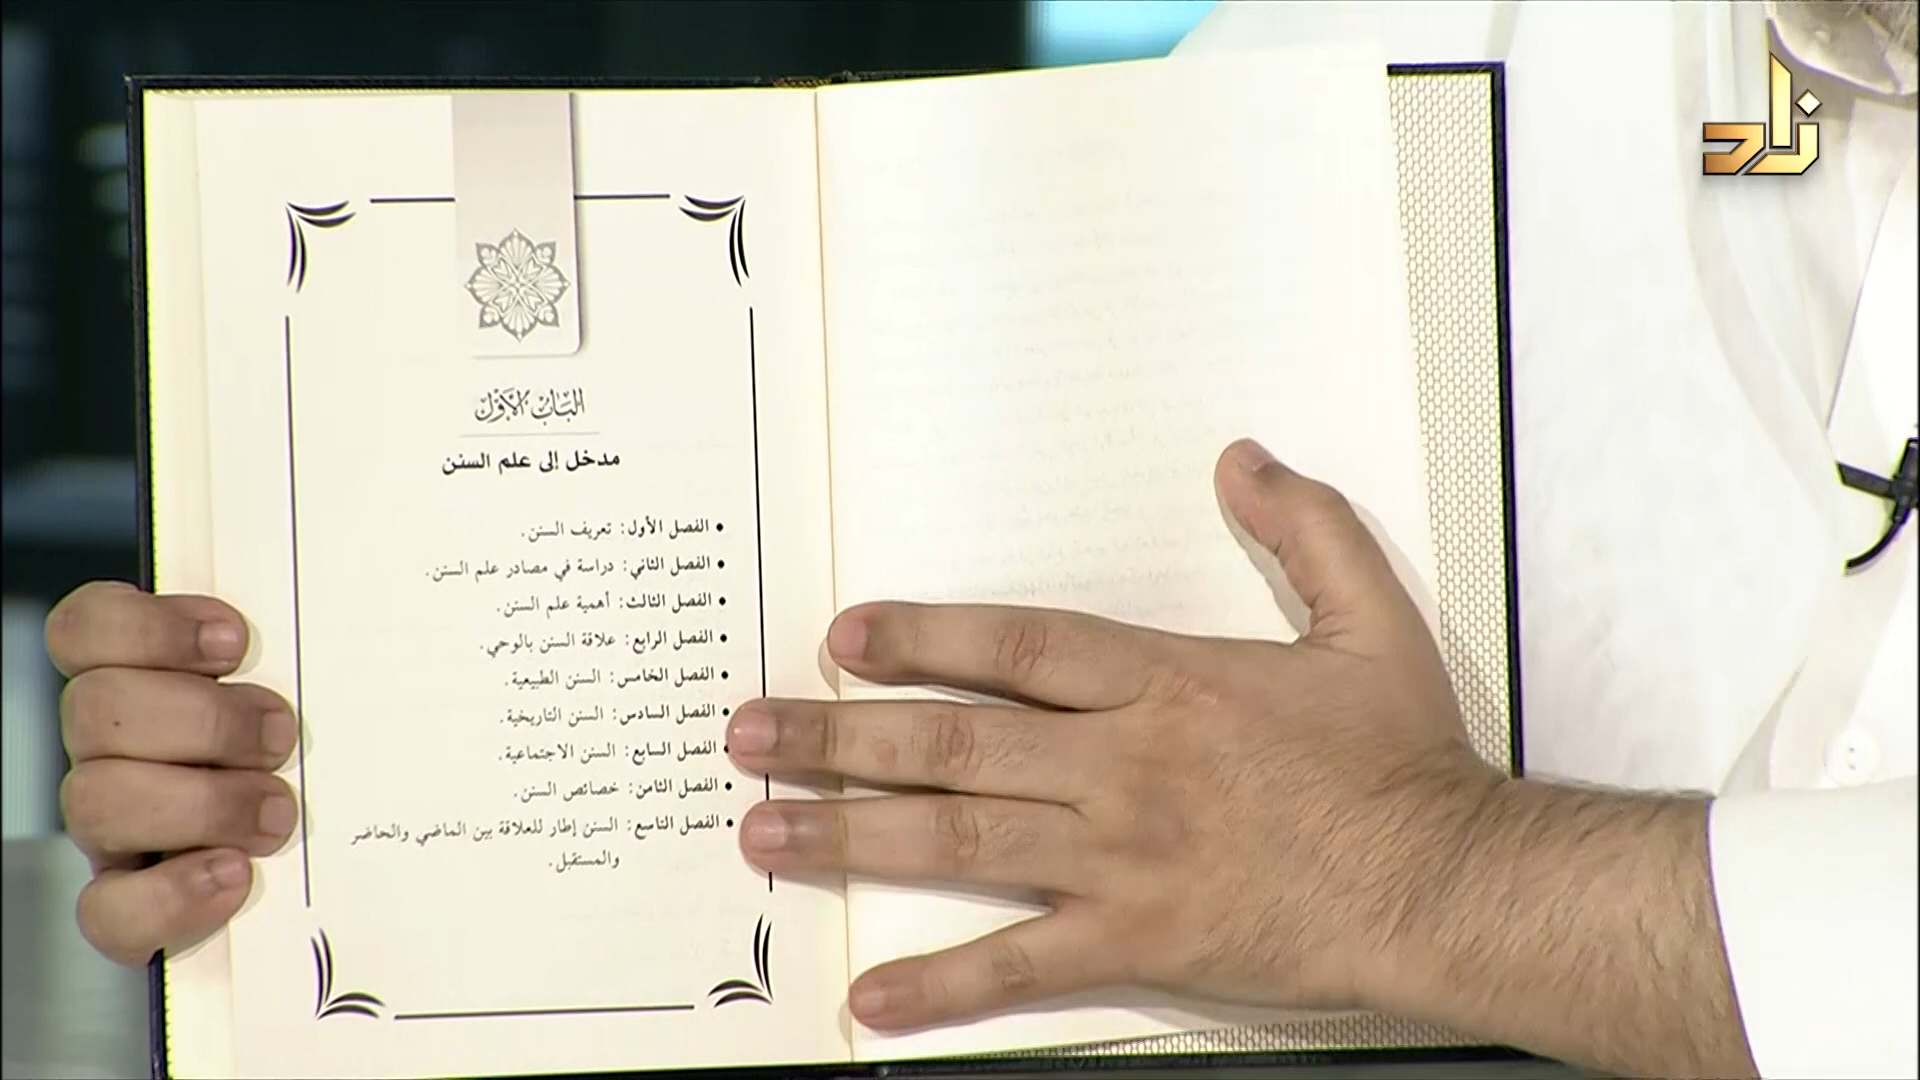 زاد
الباب الأول
مدخل إلى علم السنن
• الفصل الأول: تعريف السنن.
• الفصل الثاني: دراسة في مصادر علم السنن.
• الفصل الثالث: أهمية علم السنن.
• الفصل الرابع: علاقة السنن بالوحي.
• الفصل الخامس: السنن الطبيعية.
• الفصل السادس: السنن التاريخية.
• الفصل السابع: السنن الاجتماعية.
• الفصل الثامن: خصائص السنن.
• الفصل التاسع: السنن إطار للعلاقة بين الماضي والحاضر
والمستقبل.